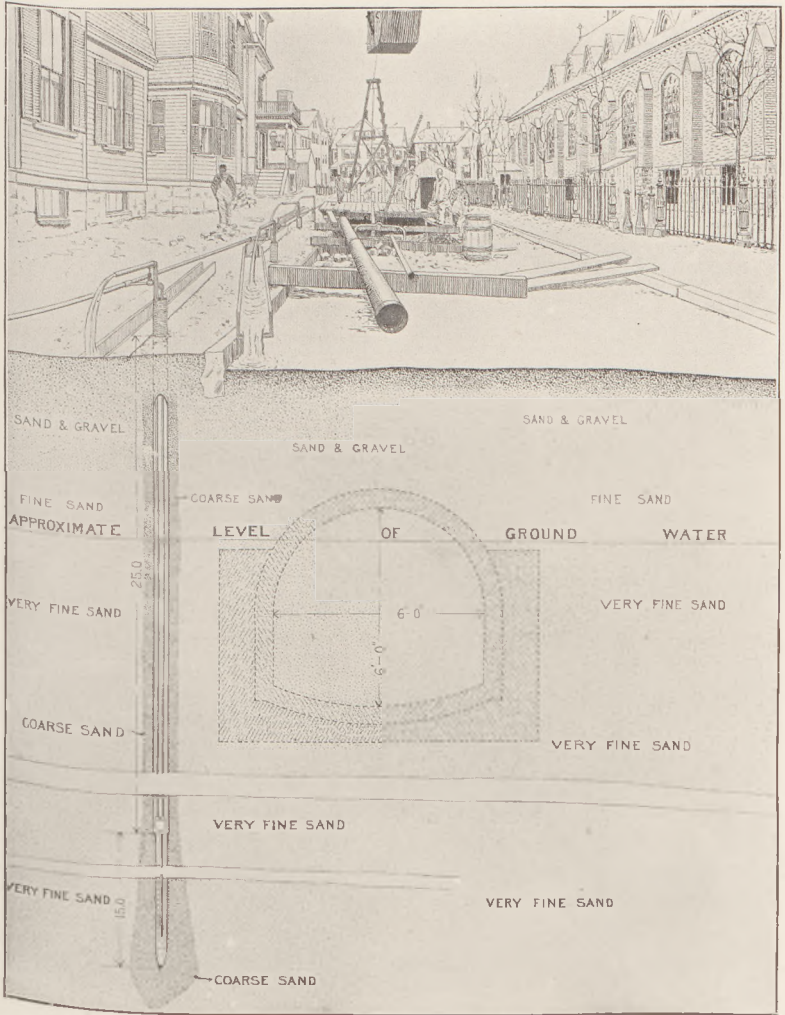 SAND & GRAVEL
SAND & GRAVEL
SAND & GRAVEL
FINE SAND
COARSE SAND
FINE SAND
APPROXIMATE LEVEL OF GROUND WATER
25.0
VERY FINE SAND
6-0"
VERY FINE SAND
6'-0"
COARSE SAND
VERY FINE SAND
VERY FINE SAND
VERY FINE SAND
15.0
VERY FINE SAND
COARSE SAND